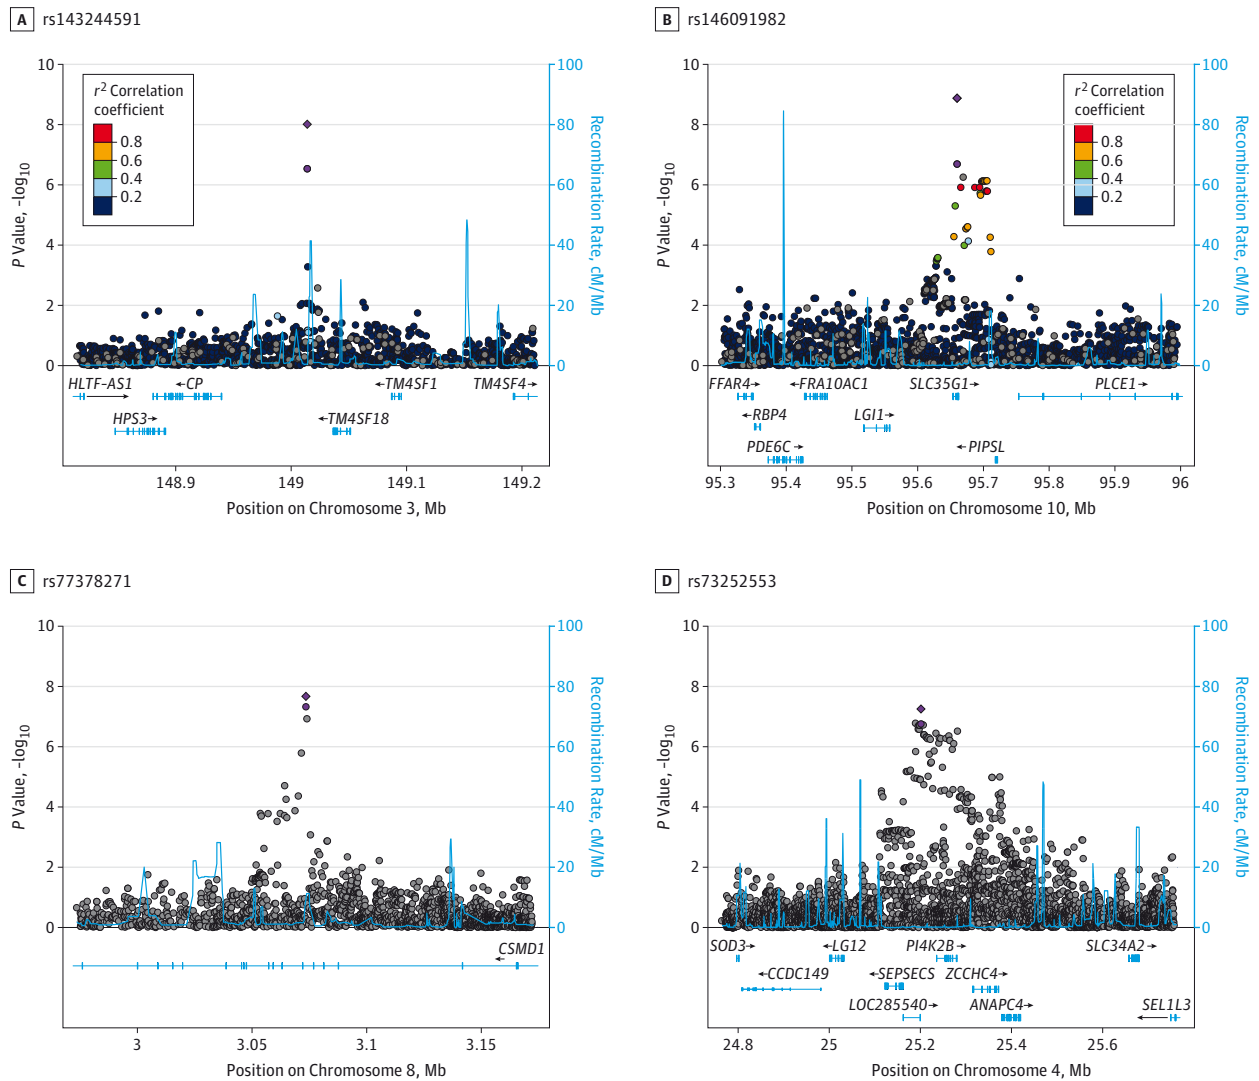 A rs143244591
10
8
6
4
2
0
P Value, -log10
r2 Correlation
coefficient
0.8
0.6
0.4
0.2
100
80
60
40
20
0
Recombination Rate, cM/Mb
HLTF-AS1
CP
TM4SF1
TM4SF4
HPS3
TM4SF18
148.9 149 149.1 149.2
Position on Chromosome 3, Mb
B rs146091982
10
8
6
4
2
0
P Value, -log10
r2 Correlation
coefficient
0.8
0.6
0.4
0.2
100
80
60
40
20
0
Recombination Rate, cM/Mb
FFAR4
FRA10AC1
SLC35G1
PLCE1
RBP4
LGI1
PDE6C
PIPSL
95.3 95.4 95.5 95.6 95.7 95.8 95.9 96
Position on Chromosome 10, Mb
C rs77378271
10
8
6
4
2
0
P Value, -log10
100
80
60
40
20
0
Recombination Rate, cM/Mb
CSMD1
3 3.05 3.1 3.15
Position on Chromosome 8, Mb
D rs73252553
10
8
6
4
2
0
P Value, -log10
100
80
60
40
20
0
Recombination Rate, cM/Mb
SOD3
LG12
PI4K2B
SLC34A2
CCDC149
SEPSECS
ZCCHC4
LOC285540
ANAPC4
SEL1L3
24.8 25 25.2 25.4 25.6
Position on Chromosome 4, Mb